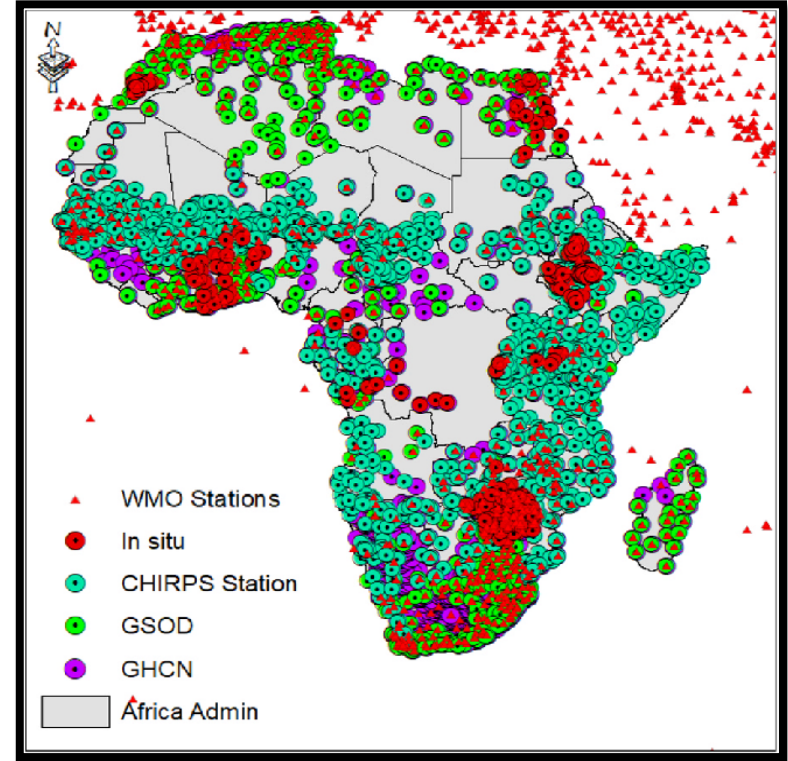 N
WMO Stations
In situ
CHIRPS Station
GSOD
GHCN
Africa Admin